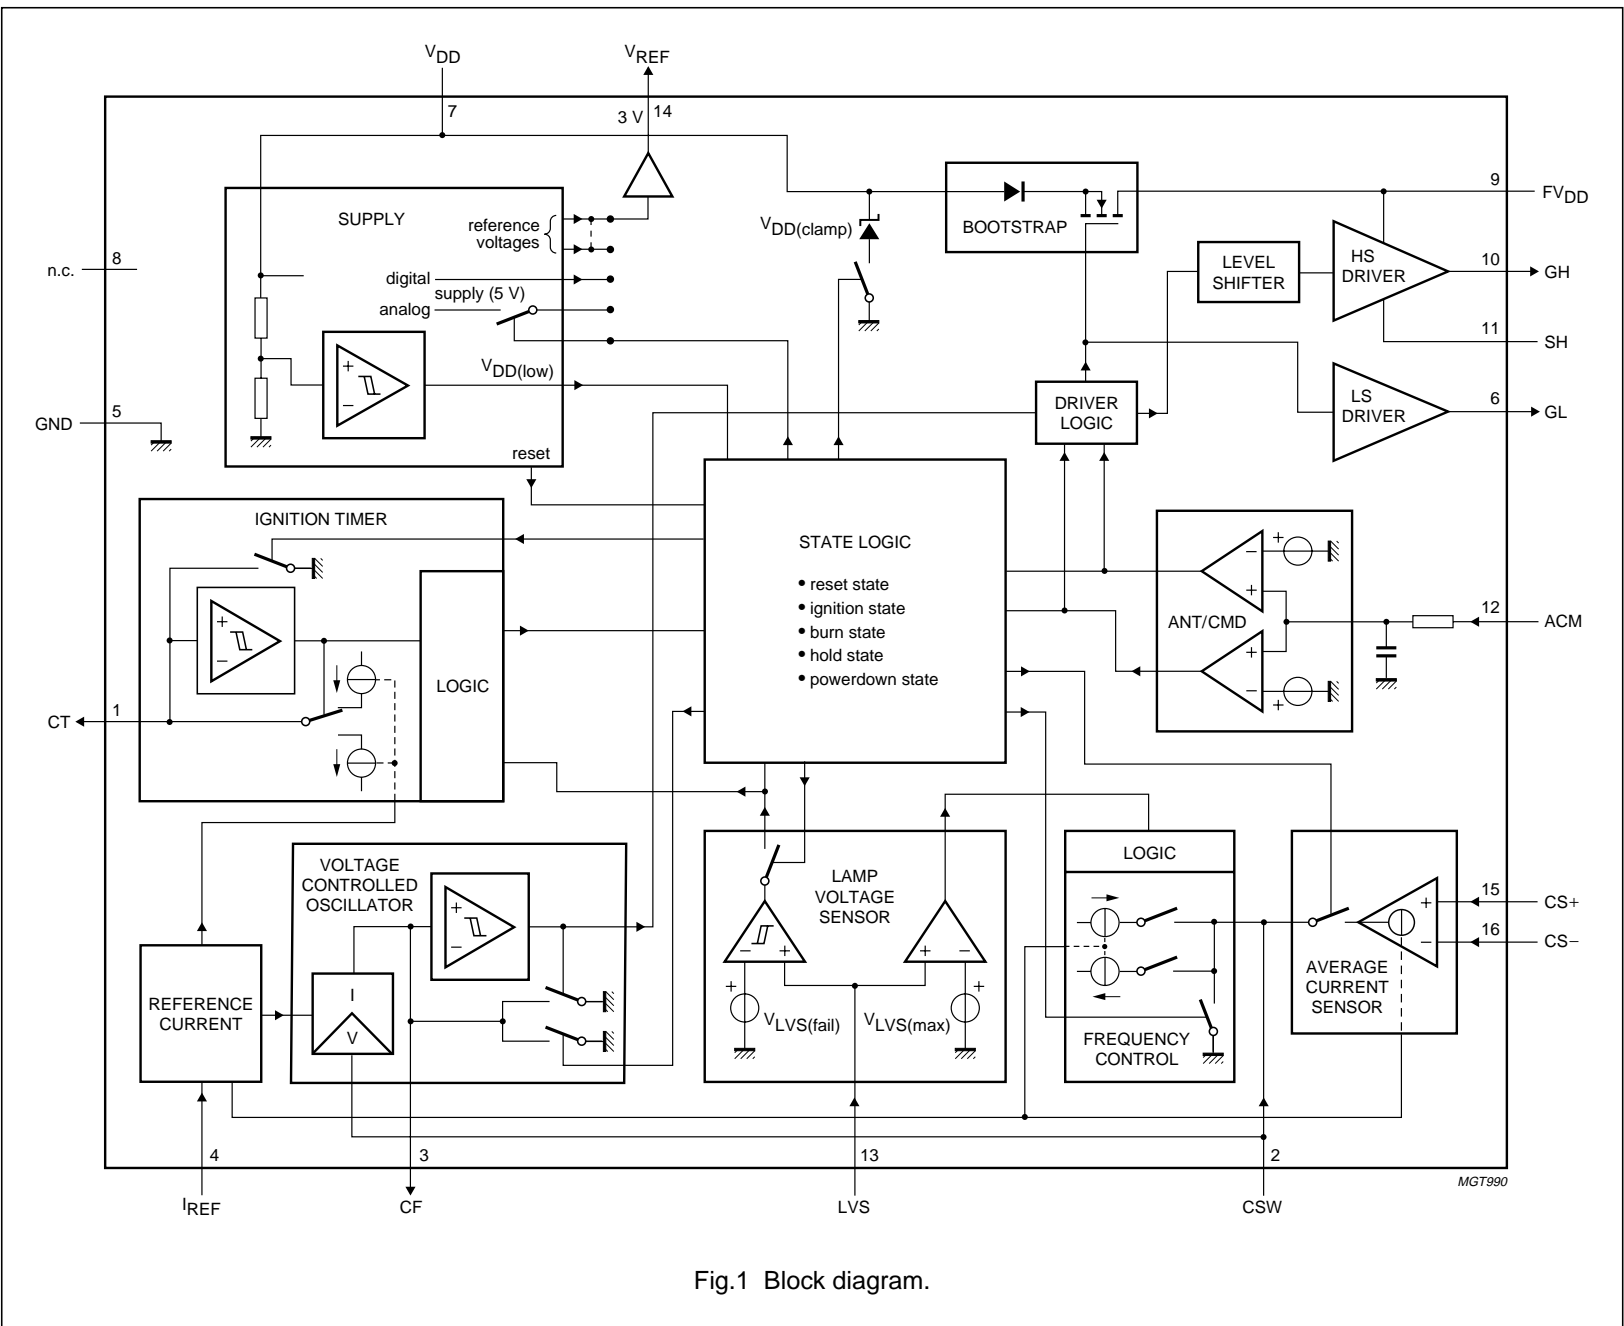 VDD
VREF
7
3 V
14
SUPPLY
reference
voltages
digital
supply (5 V)
analog
VDD(low)
reset
VDD(clamp)
BOOTSTRAP
9
FVDD
LEVEL
SHIFTER
HS
DRIVER
10
GH
11
SH
LS
DRIVER
6
GL
DRIVER
LOGIC
8
n.c.
5
GND
IGNITION TIMER
+
−
LOGIC
1
CT
STATE LOGIC
• reset state
• ignition state
• burn state
• hold state
• powerdown state
ANT/CMD
−
+
+
+
−
+
12
ACM
VOLTAGE
CONTROLLED
OSCILLATOR
+
−
I
V
REFERENCE
CURRENT
LAMP
VOLTAGE
SENSOR
−
+
+
−
+
+
VLVS(fail)
VLVS(max)
LOGIC
FREQUENCY
CONTROL
+
−
AVERAGE
CURRENT
SENSOR
15
CS+
16
CS−
4
3
13
2
IREF
CF
LVS
CSW
MGT990
Fig.1 Block diagram.